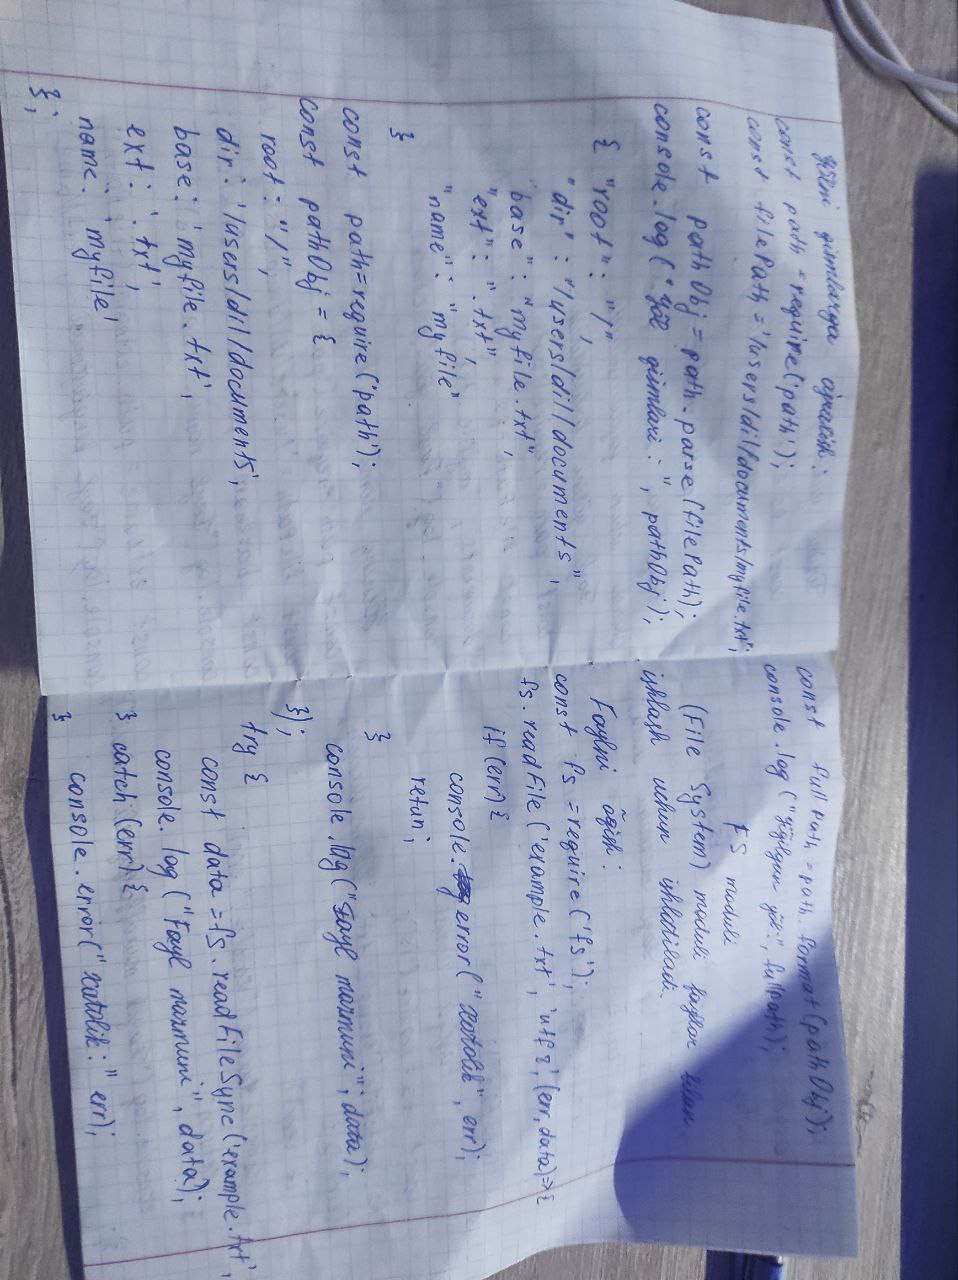 Yo'lni qismlarga ajratish:
const path = require('path');
const filePath = '/users/dil/documents/myfile.txt';
const pathObj = path.parse(filePath);
console.log("Yo'l qismlari:", pathObj);
{ "root": "/",
"dir": "/users/dil/documents",
"base": "myfile.txt",
"ext": ".txt",
"name": "myfile"
}
const path=require('path');
const pathObj = {
root: "/",
dir: '/users/dil/documents',
base: 'myfile.txt',
ext: '.txt',
name: 'myfile'
};
const fullPath = path.format(pathObj);
console.log("yig'ilgan yo'l:", fullPath);
FS moduli
(File System) moduli fayllar bilan
ishlash uchun ishlatiladi.
Faylni o'qish:
const fs = require('fs');
fs.readFile('example.txt', 'utf8', (err, data)=>{
if (err) {
console.error("xatolik", err);
retun;
}
console.log("Fayl mazmuni", data);
});
try {
const data = fs.readFileSync('example.txt',
console.log("Fayl mazmuni", data);
} catch (err) {
console.error("xatolik:" err);
}